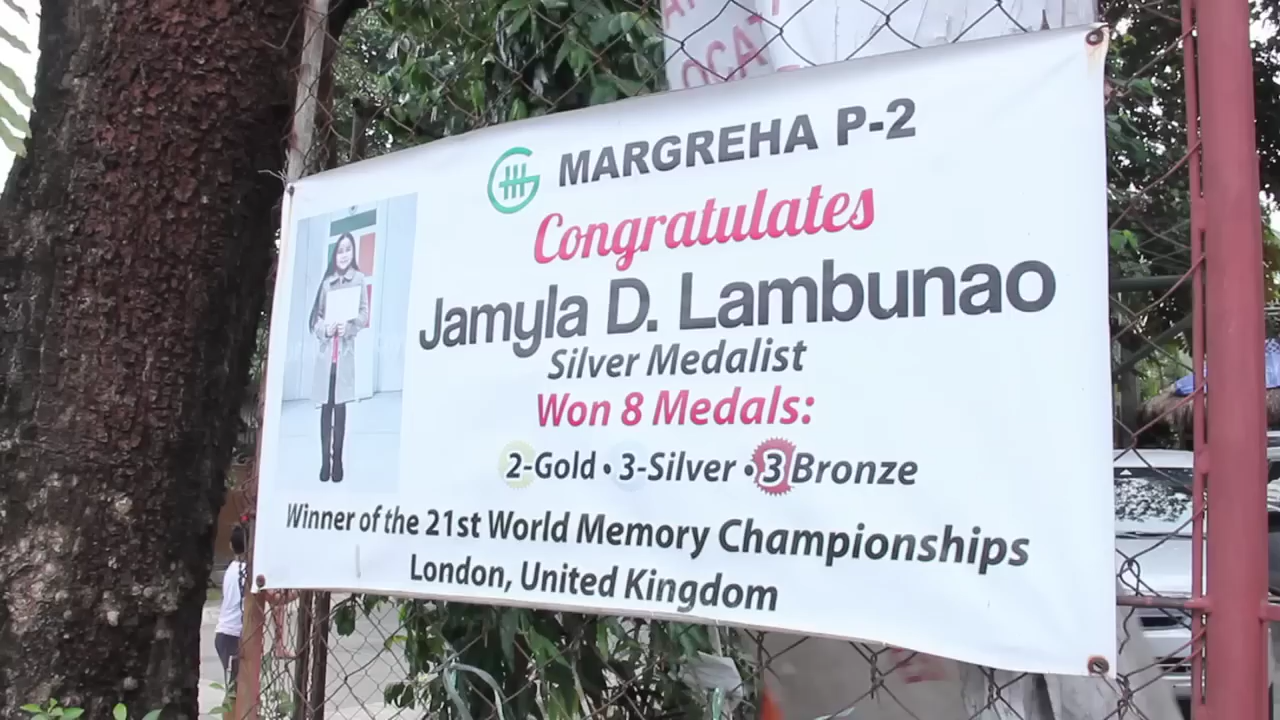 OCAT
MARGREHA P-2
Congratulates
Jamyla D. Lambunao
Silver Medalist
Won 8 Medals:
2-Gold • 3-Silver • 3 Bronze
Winner of the 21st World Memory Championships
London, United Kingdom